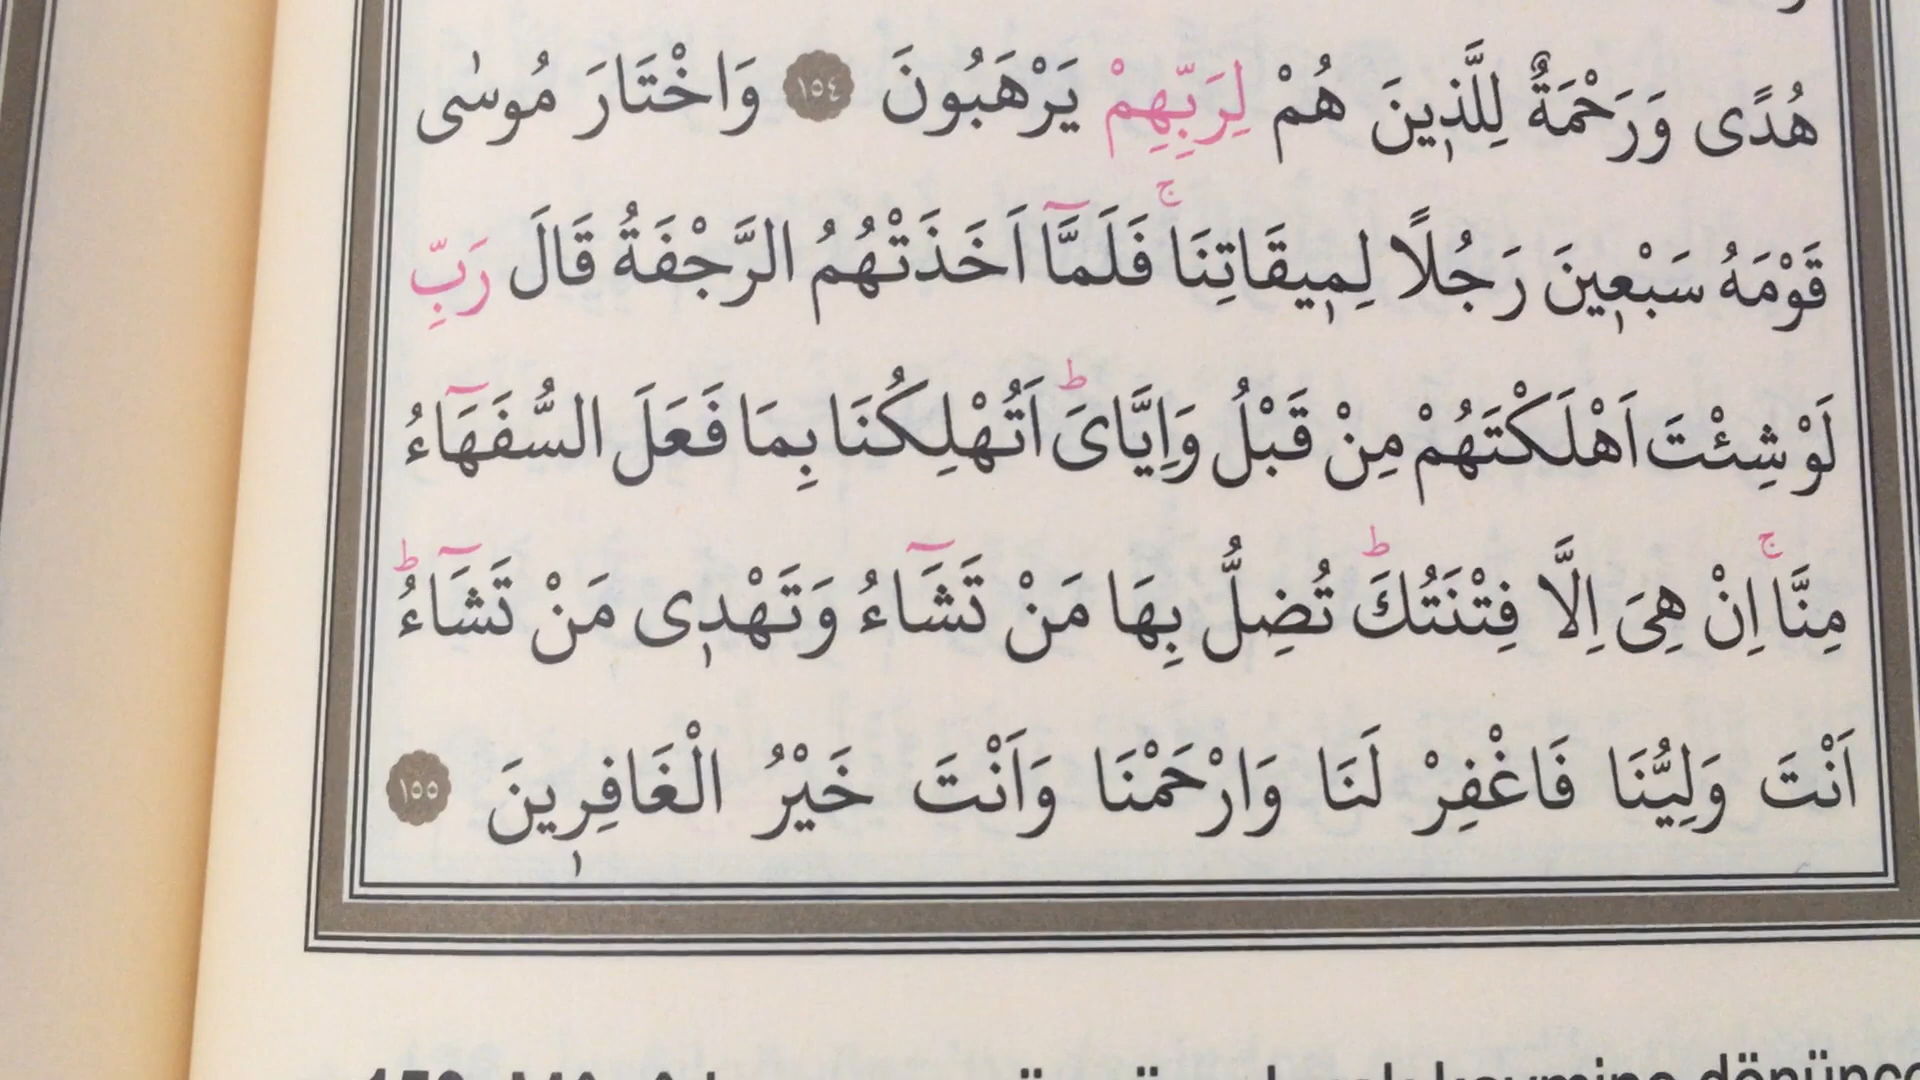 هُدًى وَرَحْمَةٌ لِلَّذ۪ينَ هُمْ لِرَبِّهِمْ يَرْهَبُونَ ﴿١٥٤﴾ وَاخْتَارَ مُوسٰى
قَوْمَهُ سَبْع۪ينَ رَجُلًا لِم۪يقَاتِنَاۚ فَلَمَّٓا اَخَذَتْهُمُ الرَّجْفَةُ قَالَ رَبِّ
لَوْ شِئْتَ اَهْلَكْتَهُمْ مِنْ قَبْلُ وَاِيَّايَۜ اَتُهْلِكُنَا بِمَا فَعَلَ السُّفَهَٓاءُ
مِنَّاۚ اِنْ هِيَ اِلَّا فِتْنَتُكَۜ تُضِلُّ بِهَا مَنْ تَشَٓاءُ وَتَهْد۪ي مَنْ تَشَٓاءُۜ
اَنْتَ وَلِيُّنَا فَاغْفِرْ لَنَا وَارْحَمْنَا وَاَنْتَ خَيْرُ الْغَافِر۪ينَ ﴿١٥٥﴾
kavmine